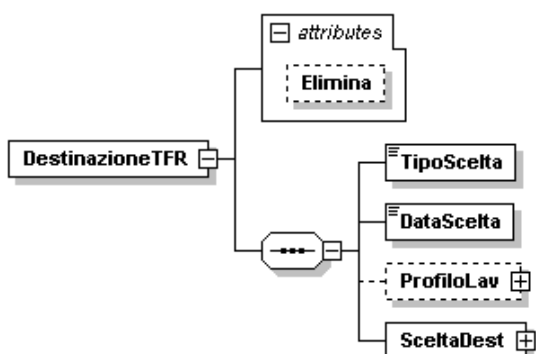 attributes
Elimina
DestinazioneTFR
TipoScelta
DataScelta
ProfiloLav
SceltaDest